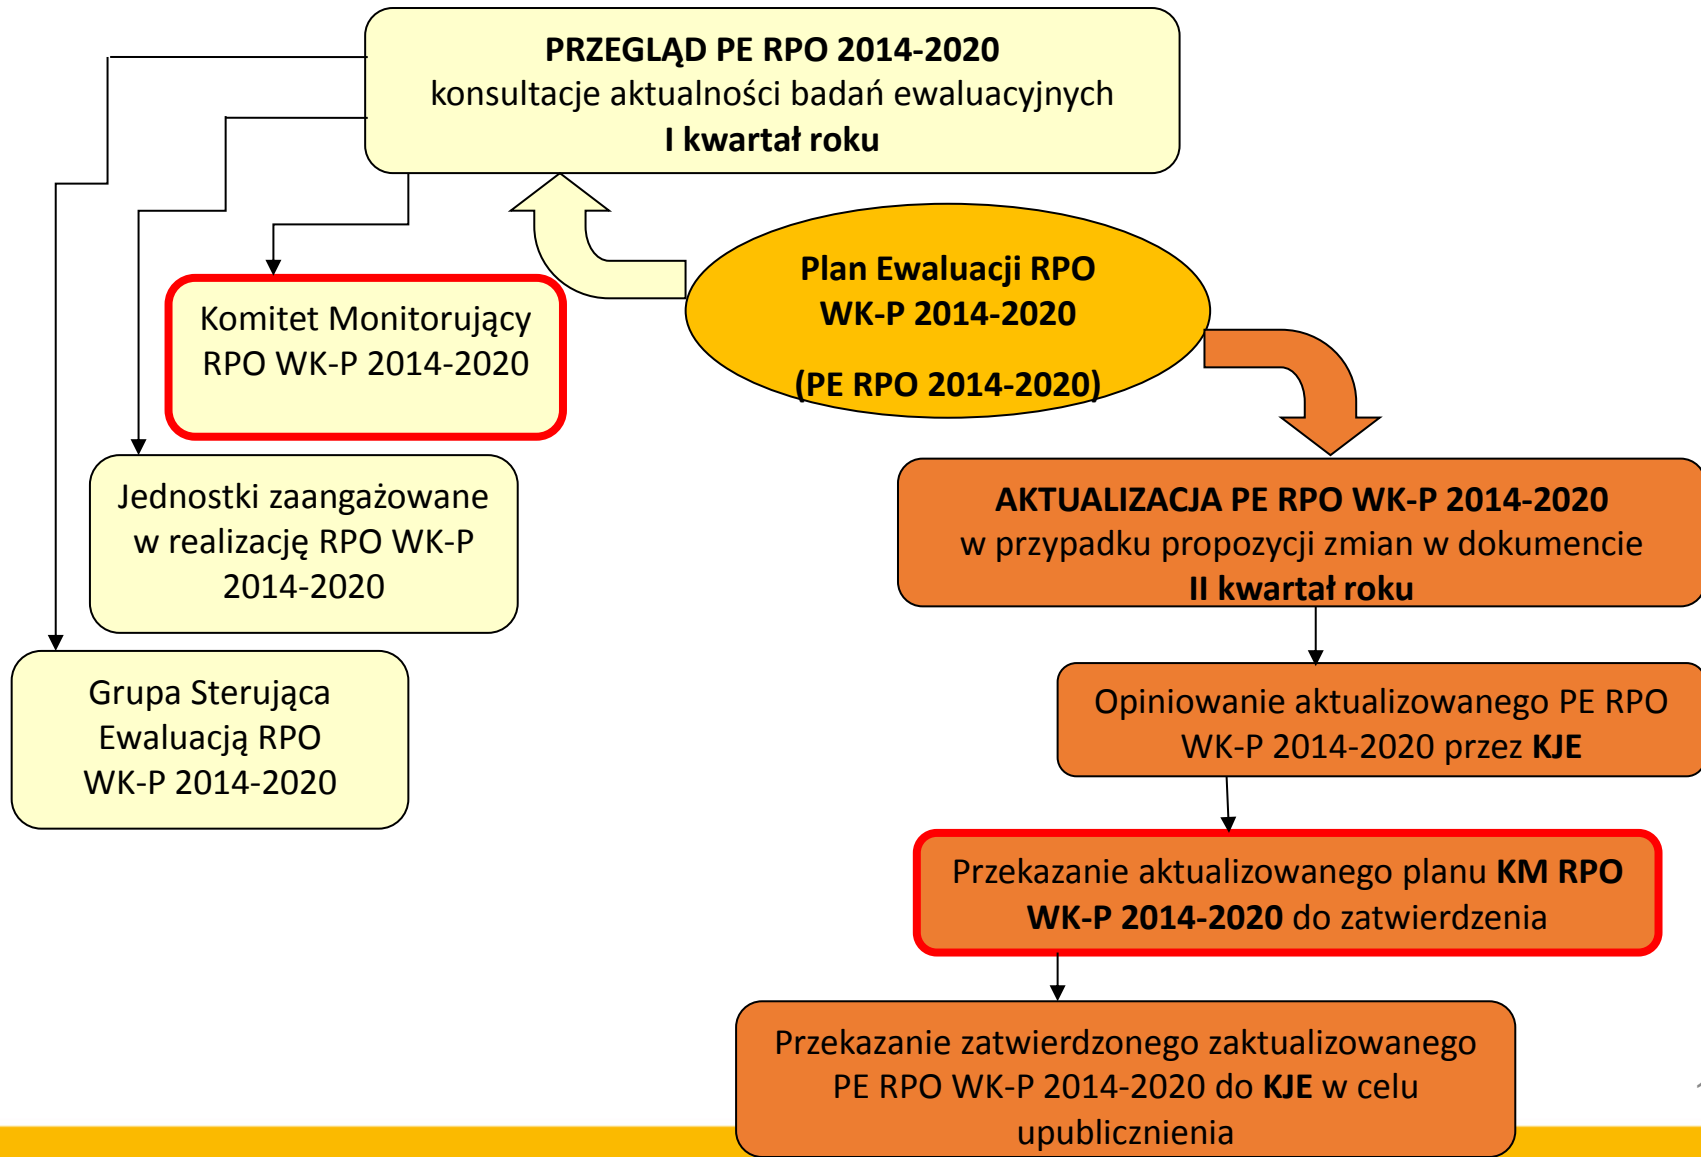 PRZEGLĄD PE RPO 2014-2020
konsultacje aktualności badań ewaluacyjnych
I kwartał roku
Plan Ewaluacji RPO
WK-P 2014-2020
(PE RPO 2014-2020)
Komitet Monitorujący
RPO WK-P 2014-2020
Jednostki zaangażowane
w realizację RPO WK-P
2014-2020
Grupa Sterująca
Ewaluacją RPO
WK-P 2014-2020
AKTUALIZACJA PE RPO WK-P 2014-2020
w przypadku propozycji zmian w dokumencie
II kwartał roku
Opiniowanie aktualizowanego PE RPO
WK-P 2014-2020 przez KJE
Przekazanie aktualizowanego planu KM RPO
WK-P 2014-2020 do zatwierdzenia
Przekazanie zatwierdzonego zaktualizowanego
PE RPO WK-P 2014-2020 do KJE w celu
upublicznienia